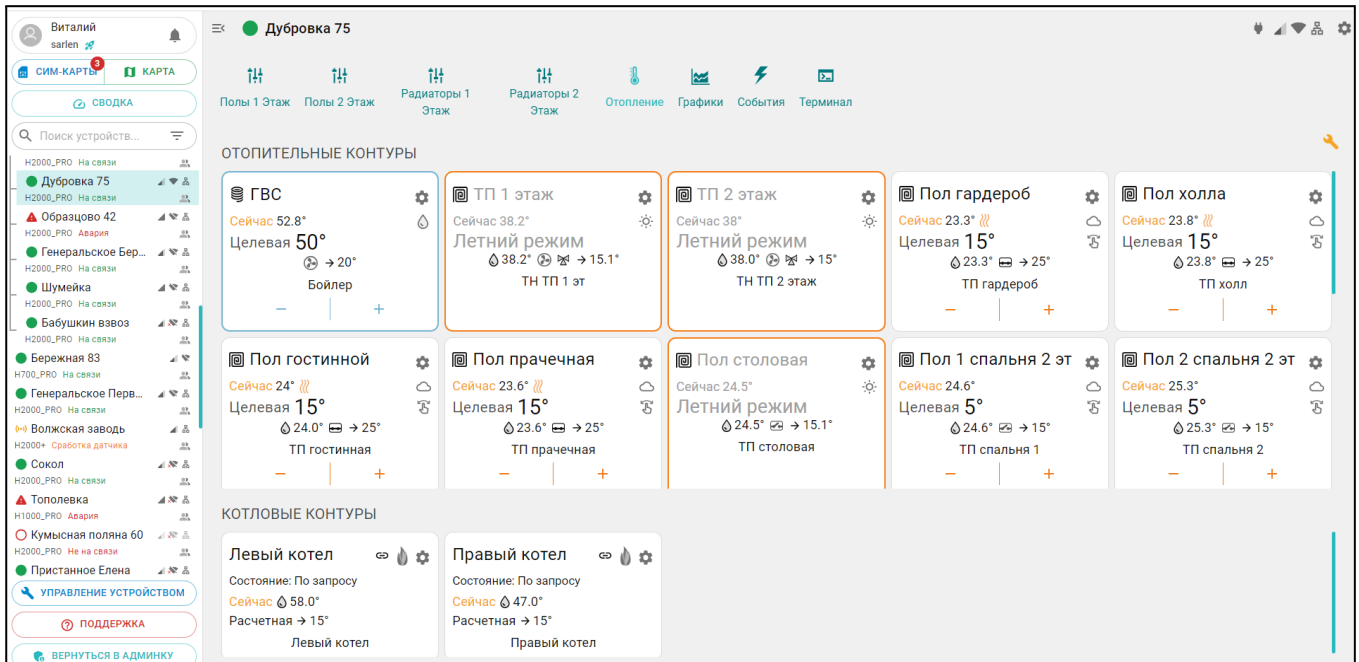 Виталий
sarlen
СИМ-КАРТЫ 3
КАРТА
СВОДКА
Поиск устройств...
H2000_PRO На связи
Дубровка 75
H2000_PRO На связи
Образцово 42
H2000_PRO Авария
Генеральское Бер...
H2000_PRO На связи
Шумейка
H2000_PRO На связи
Бабушкин взвоз
H2000_PRO На связи
Бережная 83
H700_PRO На связи
Генеральское Перв...
H2000_PRO На связи
Волжская заводь
H2000+ Сработка датчика
Сокол
H2000_PRO На связи
Тополевка
H1000_PRO Авария
Кумысная поляна 60
H2000_PRO Не на связи
Пристанное Елена
УПРАВЛЕНИЕ УСТРОЙСТВОМ
ПОДДЕРЖКА
ВЕРНУТЬСЯ В АДМИНКУ
Дубровка 75
Полы 1 Этаж
Полы 2 Этаж
Радиаторы 1
Этаж
Радиаторы 2
Этаж
Отопление
Графики
События
Терминал
ОТОПИТЕЛЬНЫЕ КОНТУРЫ
ГВС
Сейчас 52.8°
Целевая 50°
→ 20°
Бойлер
− +
ТП 1 этаж
Сейчас 38.2°
Летний режим
38.2° → 15.1°
ТН ТП 1 эт
ТП 2 этаж
Сейчас 38°
Летний режим
38.0° → 15°
ТН ТП 2 этаж
Пол гардероб
Сейчас 23.3°
Целевая 15°
23.3° → 25°
ТП гардероб
− +
Пол холла
Сейчас 23.8°
Целевая 15°
23.8° → 25°
ТП холл
− +
Пол гостинной
Сейчас 24°
Целевая 15°
24.0° → 25°
ТП гостинная
− +
Пол прачечная
Сейчас 23.6°
Целевая 15°
23.6° → 25°
ТП прачечная
− +
Пол столовая
Сейчас 24.5°
Летний режим
24.5° → 15.1°
ТП столовая
Пол 1 спальня 2 эт
Сейчас 24.6°
Целевая 5°
24.6° → 15°
ТП спальня 1
− +
Пол 2 спальня 2 эт
Сейчас 25.3°
Целевая 5°
25.3° → 15°
ТП спальня 2
− +
КОТЛОВЫЕ КОНТУРЫ
Левый котел
Состояние: По запросу
Сейчас 58.0°
Расчетная → 15°
Левый котел
Правый котел
Состояние: По запросу
Сейчас 47.0°
Расчетная → 15°
Правый котел